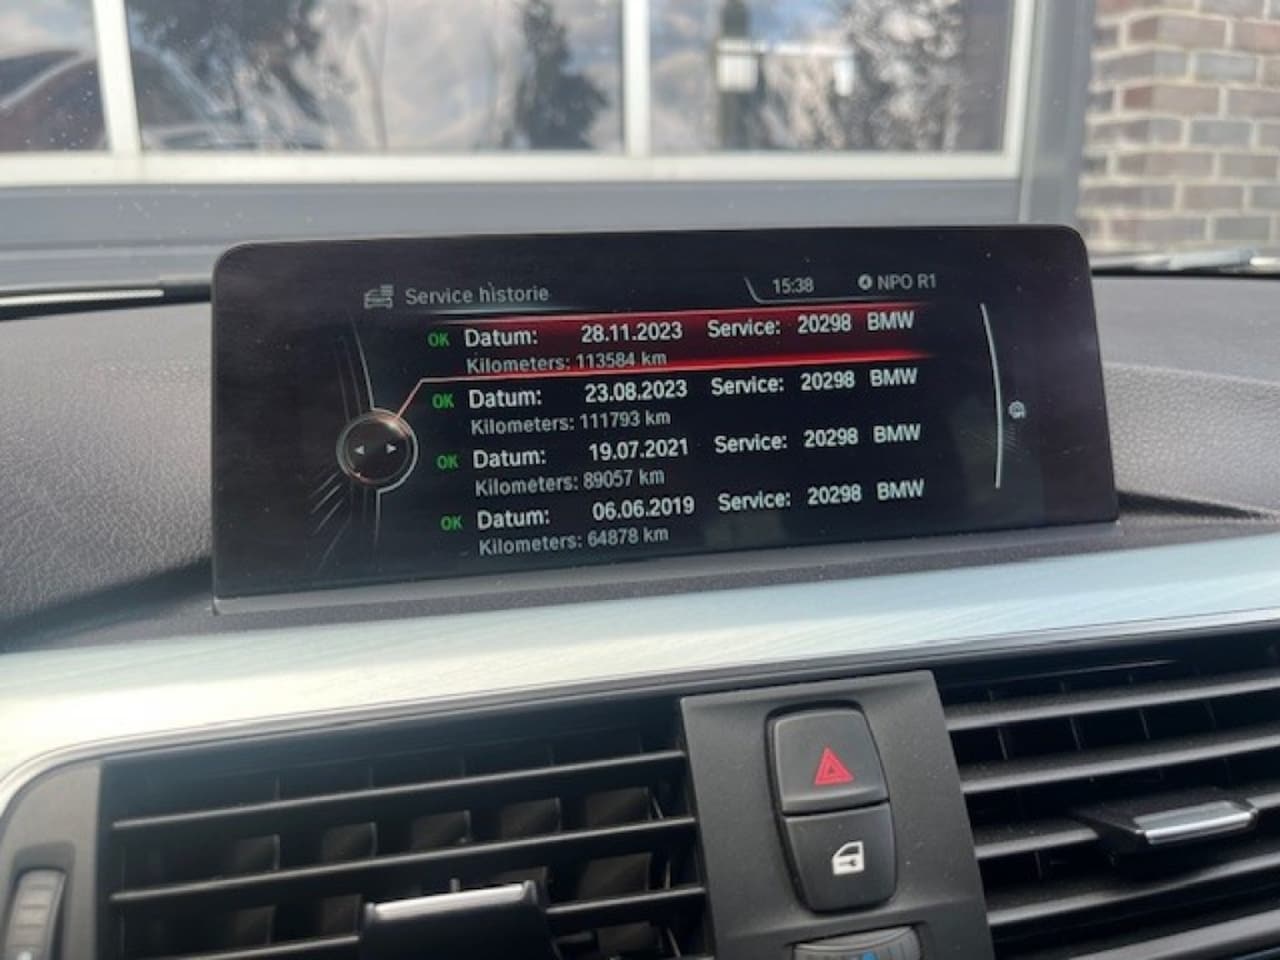 Service historie 15:38 NPO R1
OK Datum: 28.11.2023 Service: 20298 BMW
Kilometers: 113584 km
OK Datum: 23.08.2023 Service: 20298 BMW
Kilometers: 111793 km
OK Datum: 19.07.2021 Service: 20298 BMW
Kilometers: 89057 km
OK Datum: 06.06.2019 Service: 20298 BMW
Kilometers: 64878 km